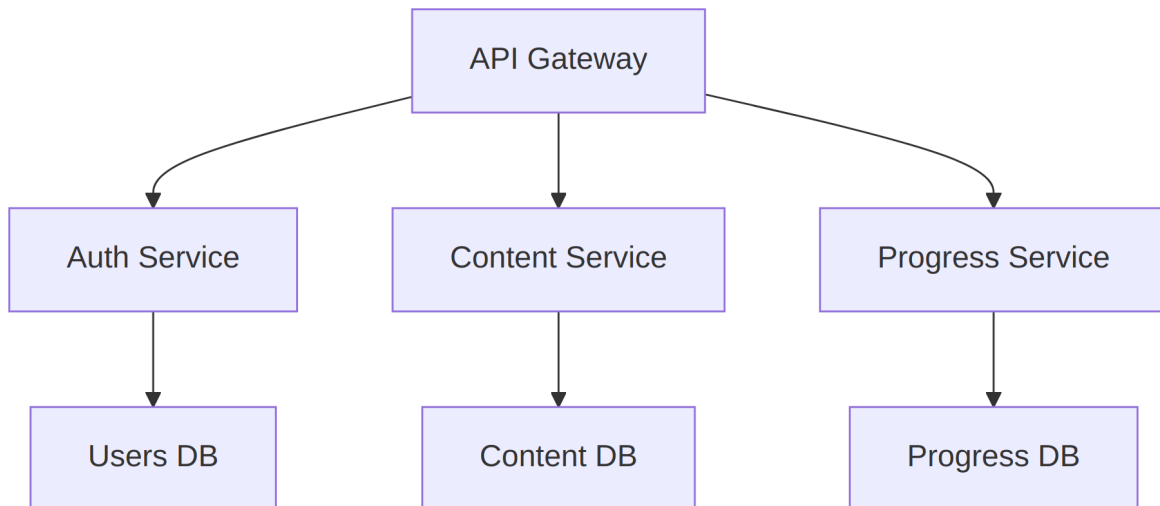 API Gateway
Auth Service
Content Service
Progress Service
Users DB
Content DB
Progress DB